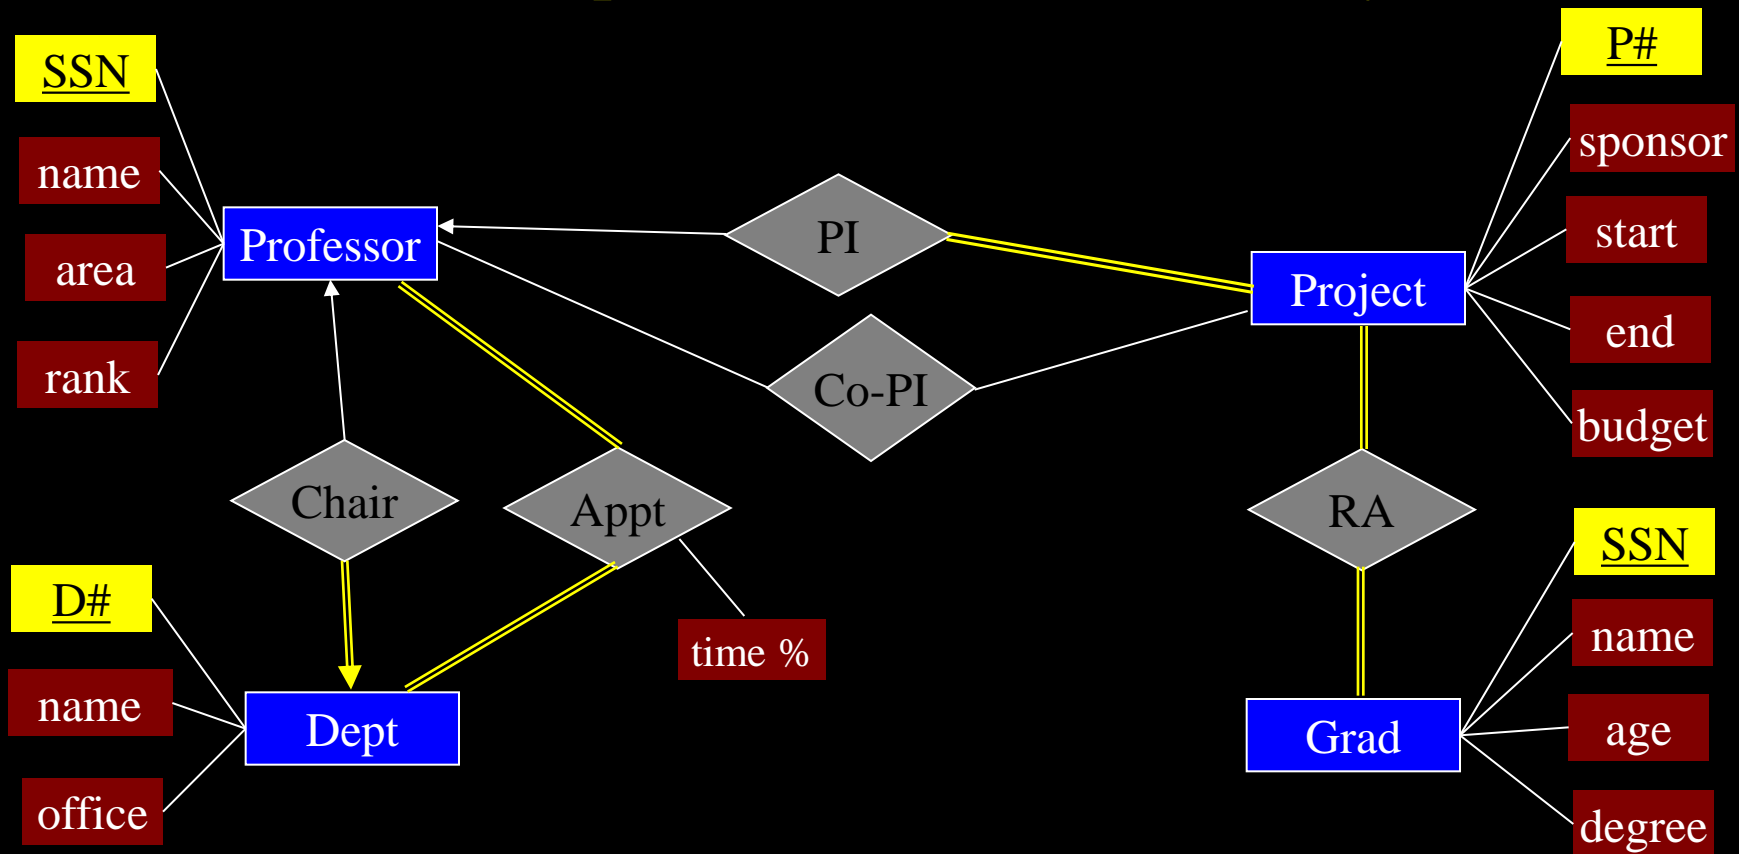 SSN
name
area
rank
Professor
PI
Co-PI
Project
P#
sponsor
start
end
budget
Chair
Appt
time %
RA
D#
name
office
Dept
Grad
SSN
name
age
degree